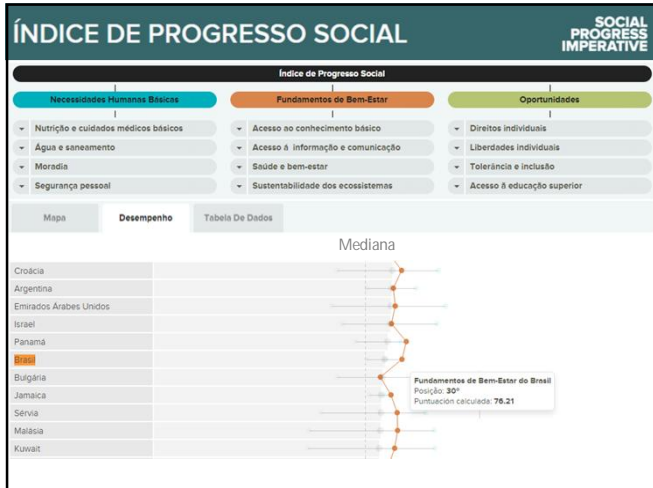 ÍNDICE DE PROGRESSO SOCIAL
SOCIAL
PROGRESS
IMPERATIVE
Índice de Progresso Social
Necessidades Humanas Básicas
Fundamentos de Bem-Estar
Oportunidades
Nutrição e cuidados médicos básicos
Água e saneamento
Moradia
Segurança pessoal
Acesso ao conhecimento básico
Acesso á informação e comunicação
Saúde e bem-estar
Sustentabilidade dos ecossistemas
Direitos individuais
Liberdades individuais
Tolerância e inclusão
Acesso â educação superior
Mapa
Desempenho
Tabela De Dados
Mediana
Croácia
Argentina
Emirados Árabes Unidos
Israel
Panamá
Brasil
Bulgária
Jamaica
Sérvia
Malásia
Kuwait
Fundamentos de Bem-Estar do Brasil
Posição: 30º
Puntuación calculada: 76.21